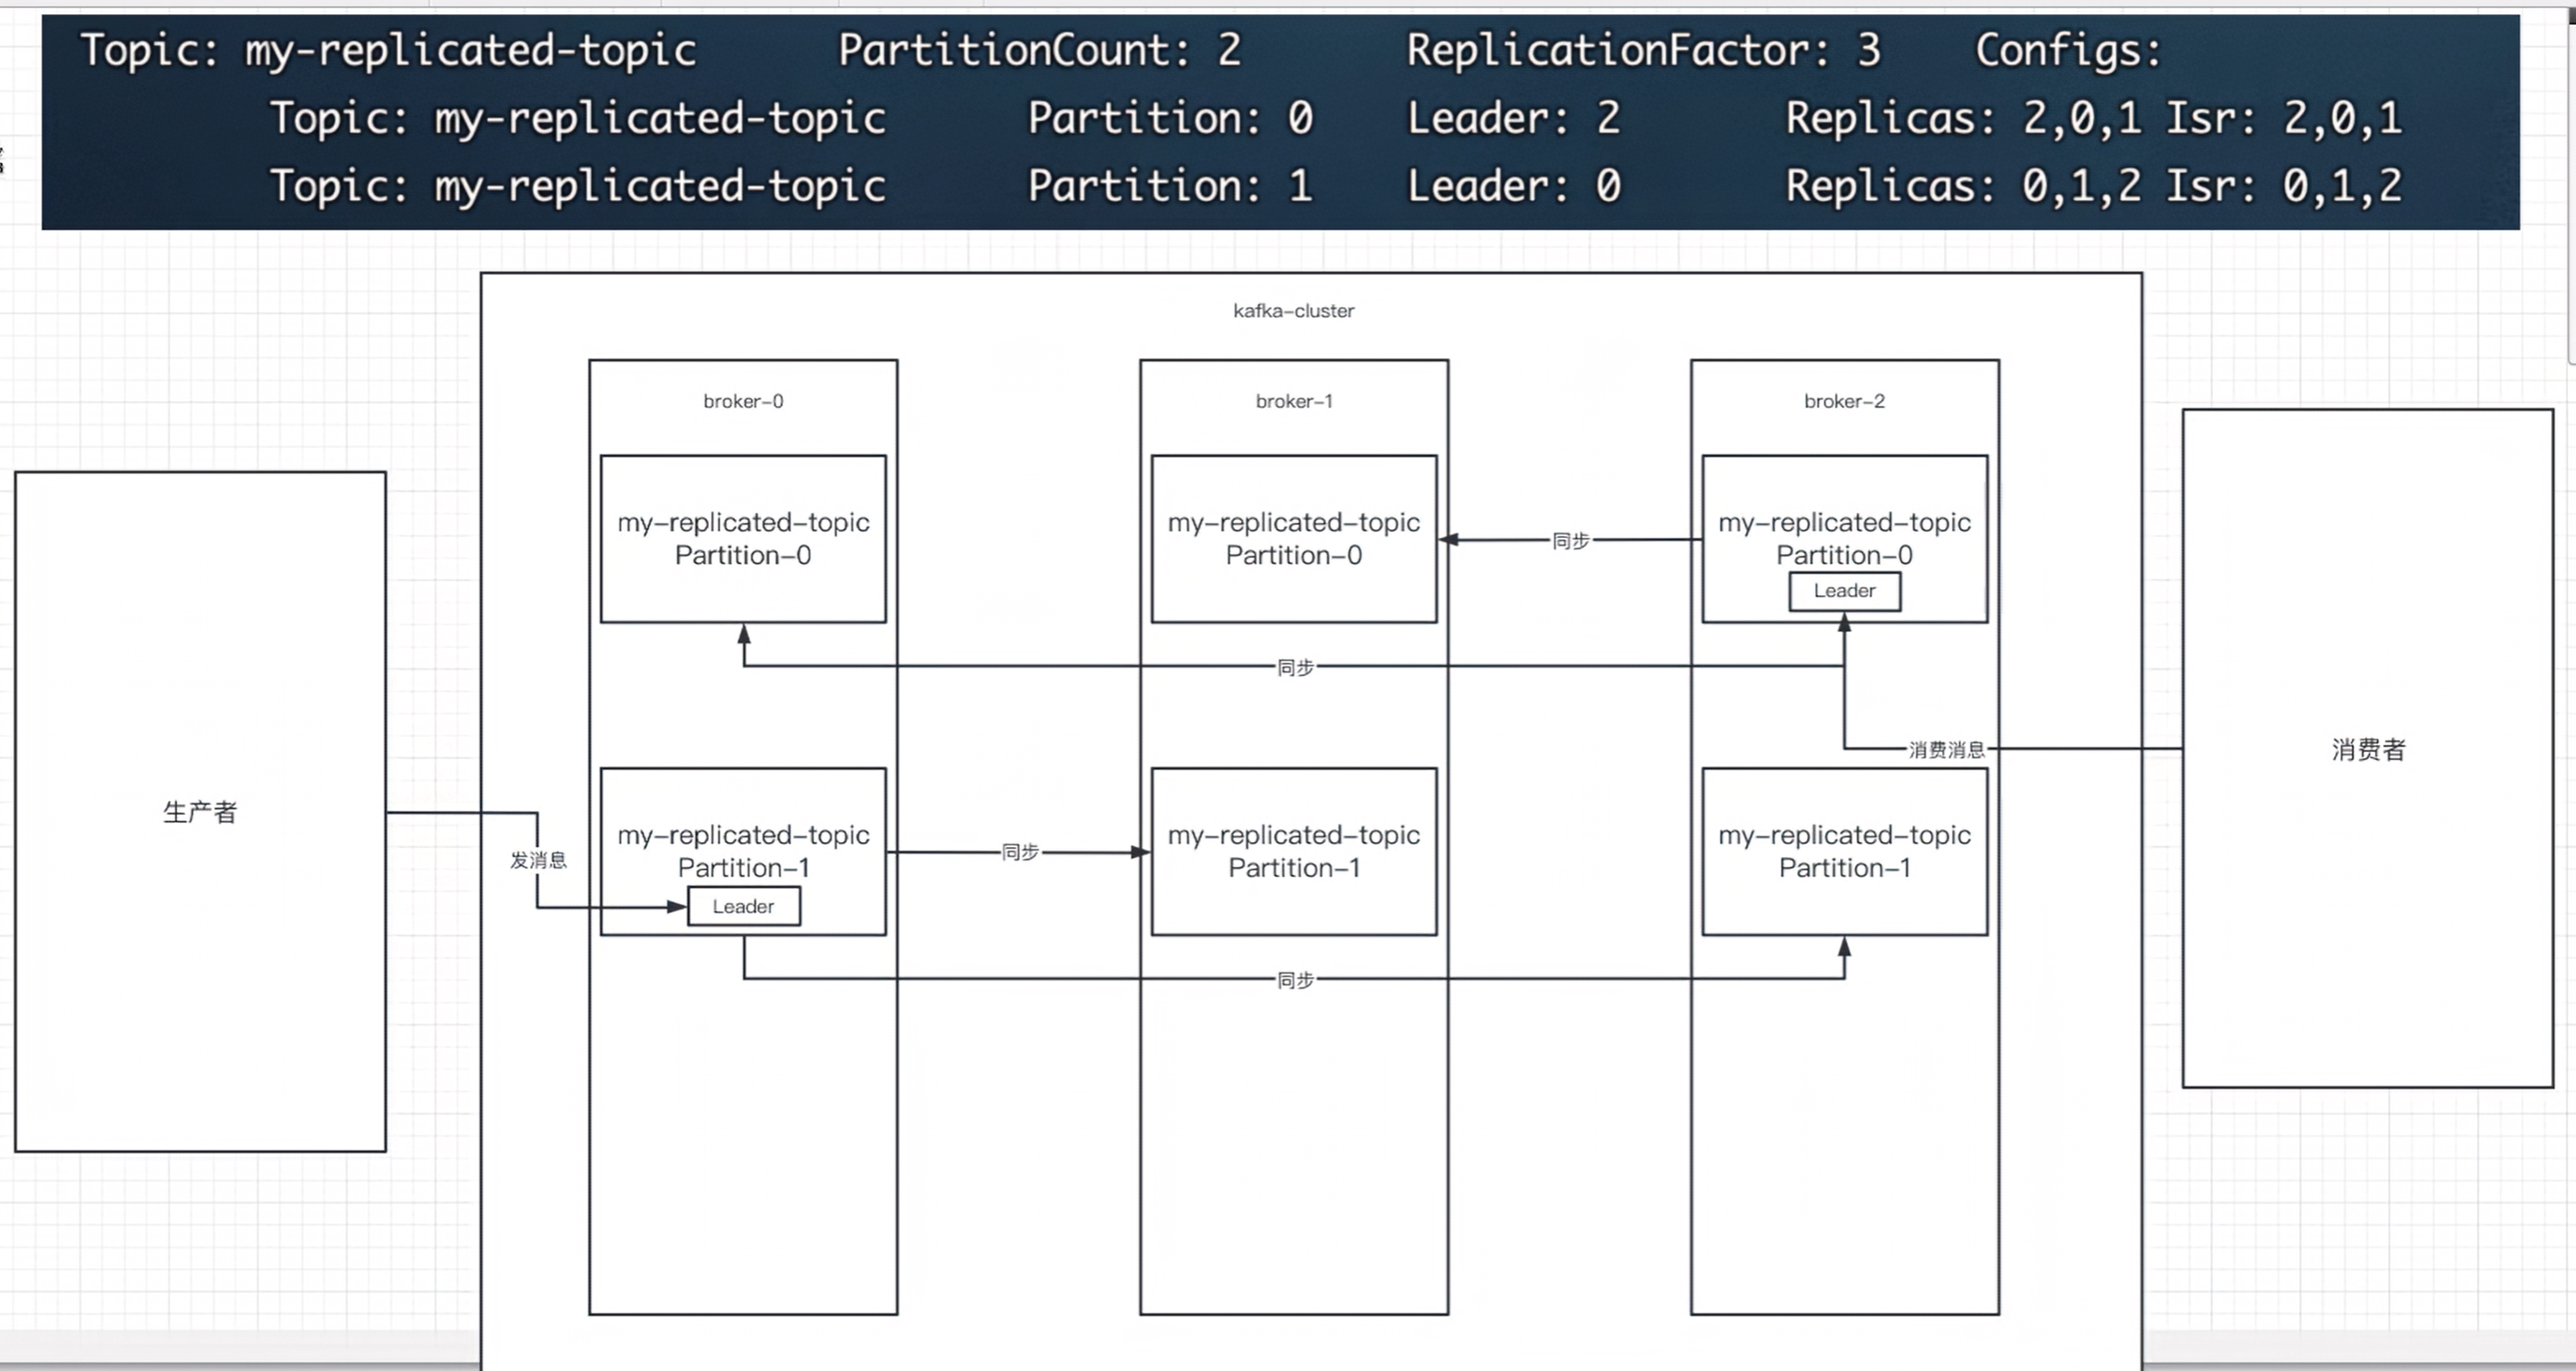 Topic: my-replicated-topic PartitionCount: 2 ReplicationFactor: 3 Configs:
Topic: my-replicated-topic Partition: 0 Leader: 2 Replicas: 2,0,1 Isr: 2,0,1
Topic: my-replicated-topic Partition: 1 Leader: 0 Replicas: 0,1,2 Isr: 0,1,2
kafka-cluster
broker-0
broker-1
broker-2
my-replicated-topic
Partition-0
my-replicated-topic
Partition-0
同步
my-replicated-topic
Partition-0
Leader
同步
消费消息
消费者
生产者
发消息
my-replicated-topic
Partition-1
Leader
同步
my-replicated-topic
Partition-1
my-replicated-topic
Partition-1
同步